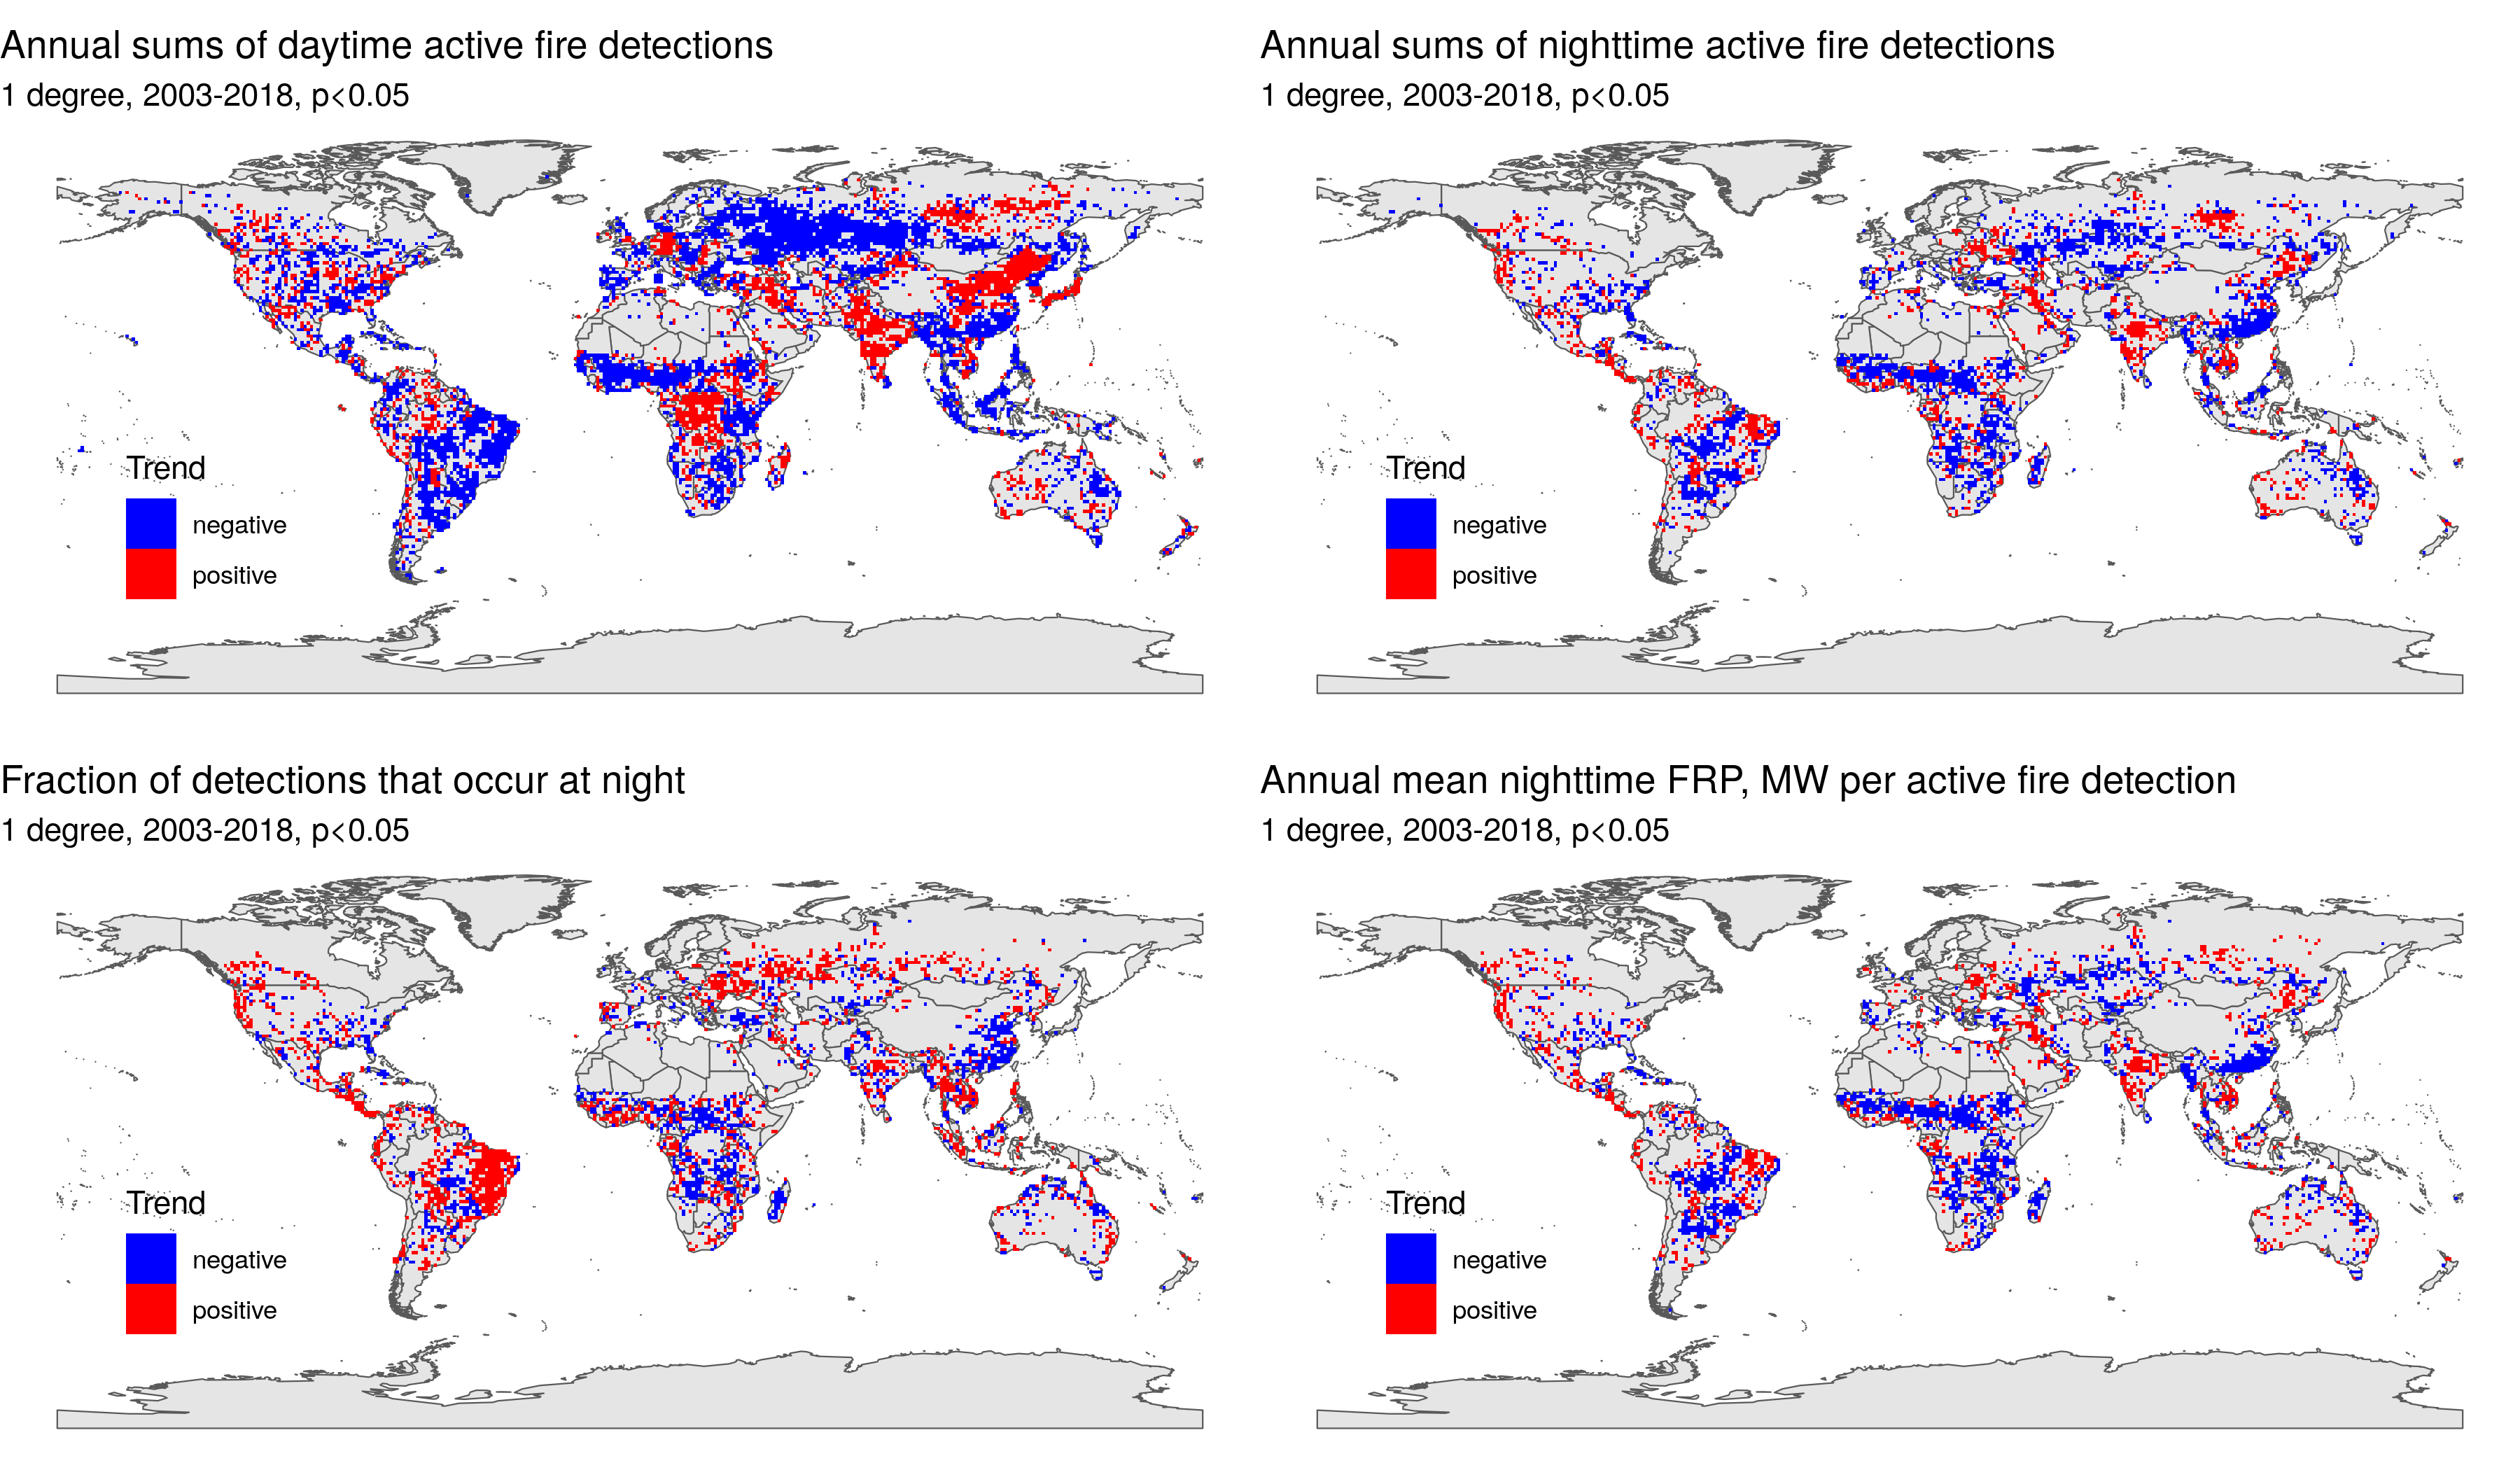 Annual sums of daytime active fire detections
1 degree, 2003-2018, p<0.05
Trend
negative
positive
Annual sums of nighttime active fire detections
1 degree, 2003-2018, p<0.05
Trend
negative
positive
Fraction of detections that occur at night
1 degree, 2003-2018, p<0.05
Trend
negative
positive
Annual mean nighttime FRP, MW per active fire detection
1 degree, 2003-2018, p<0.05
Trend
negative
positive